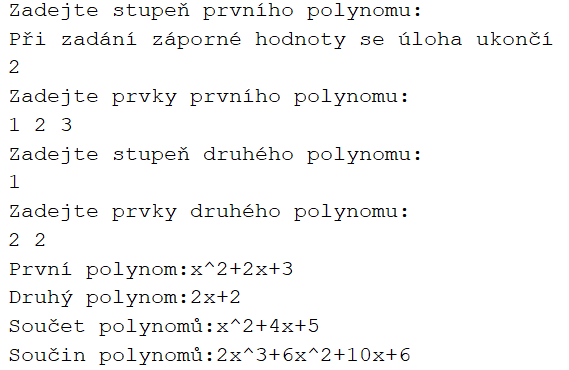 Zadejte stupeň prvního polynomu:
Při zadání záporné hodnoty se úloha ukončí
2
Zadejte prvky prvního polynomu:
1 2 3
Zadejte stupeň druhého polynomu:
1
Zadejte prvky druhého polynomu:
2 2
První polynom:x^2+2x+3
Druhý polynom:2x+2
Součet polynomů:x^2+4x+5
Součin polynomů:2x^3+6x^2+10x+6